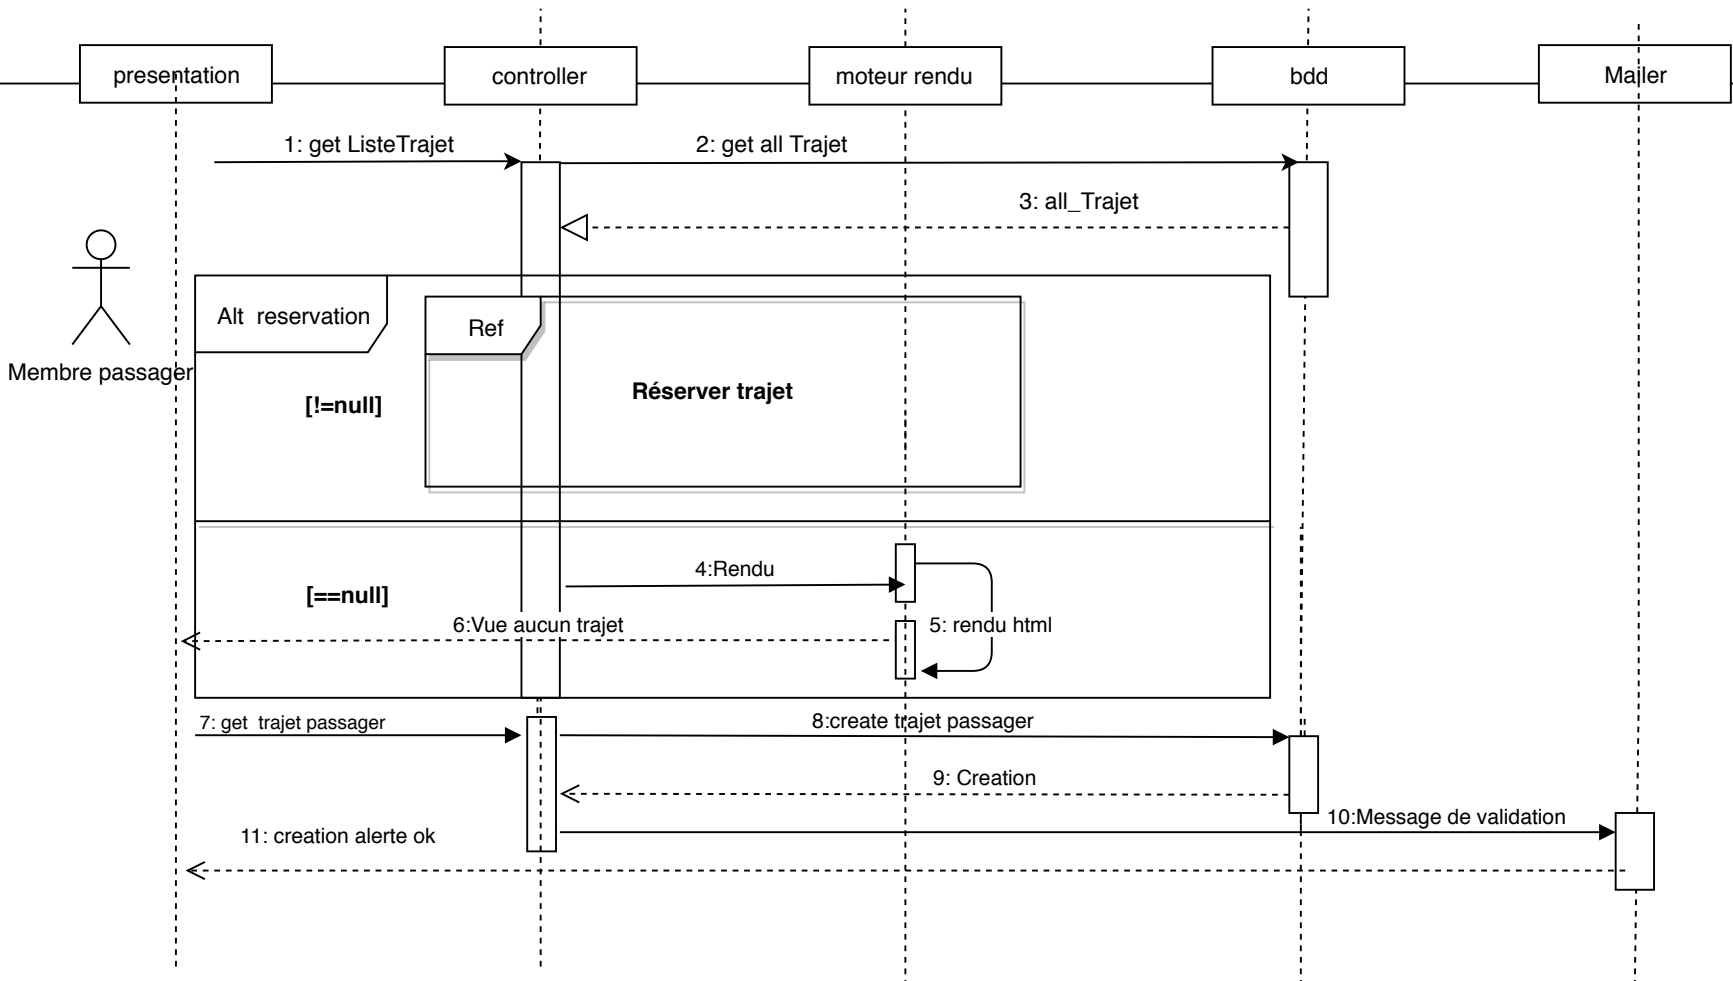 presentation
controller
moteur rendu
bdd
Mailer
1: get ListeTrajet
2: get all Trajet
3: all_Trajet
Membre passager
Alt  reservation
Ref
[!=null]
Réserver trajet
[==null]
4:Rendu
5: rendu html
6:Vue aucun trajet
7: get  trajet passager
8:create trajet passager
9: Creation
10:Message de validation
11: creation alerte ok